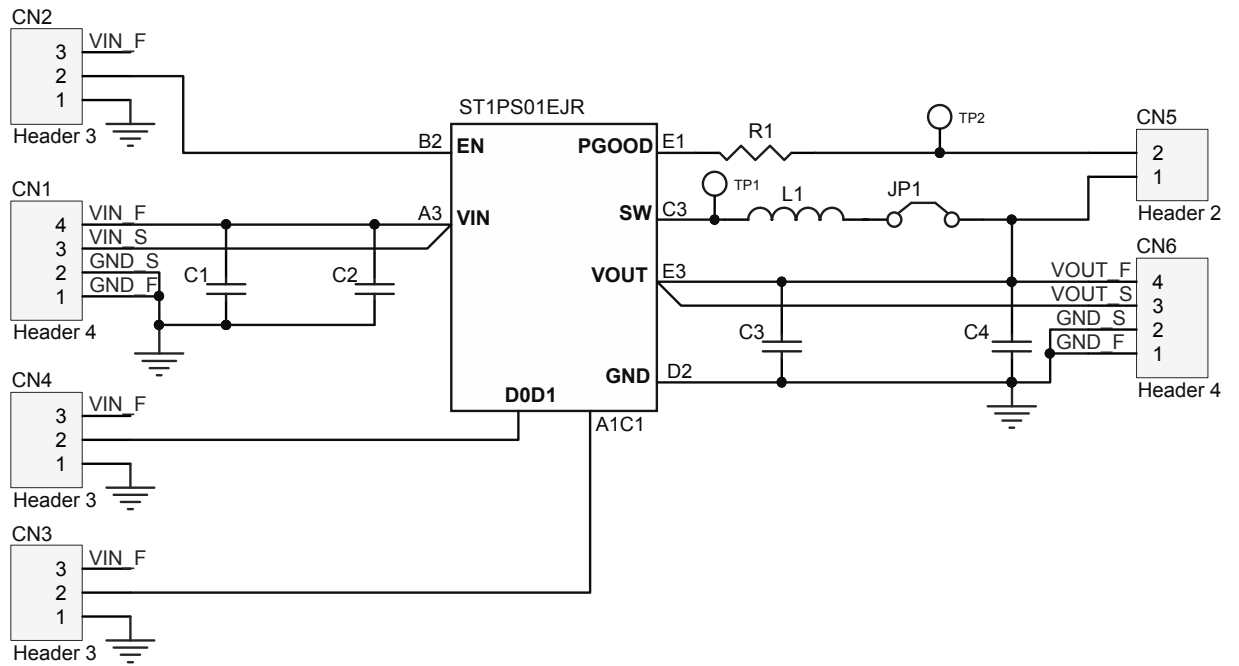 CN2
VIN_F
3
2
1
Header 3
ST1PS01EJR
B2
EN
PGOOD
E1
R1
TP2
CN5
2
1
Header 2
CN1
VIN_F
4
VIN_S
3
GND_S
2
GND_F
1
Header 4
C1
C2
A3
VIN
SW
C3
TP1
L1
JP1
VOUT
E3
CN6
VOUT_F
4
VOUT_S
3
GND_S
2
GND_F
1
Header 4
C3
C4
GND
D2
D0D1
A1C1
CN4
VIN_F
3
2
1
Header 3
CN3
VIN_F
3
2
1
Header 3